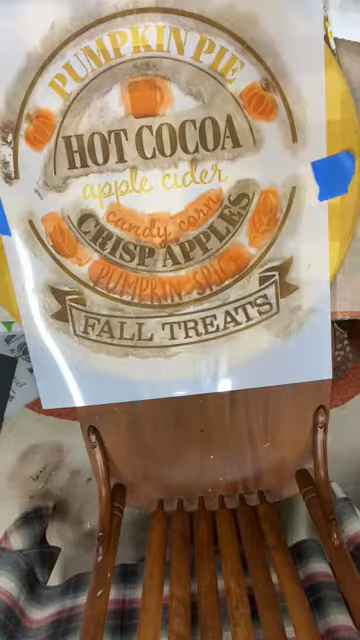 PUMPKIN PIE
HOT COCOA
apple cider
candy corn
CRISP APPLES
PUMPKIN-SPICE
FALL TREATS